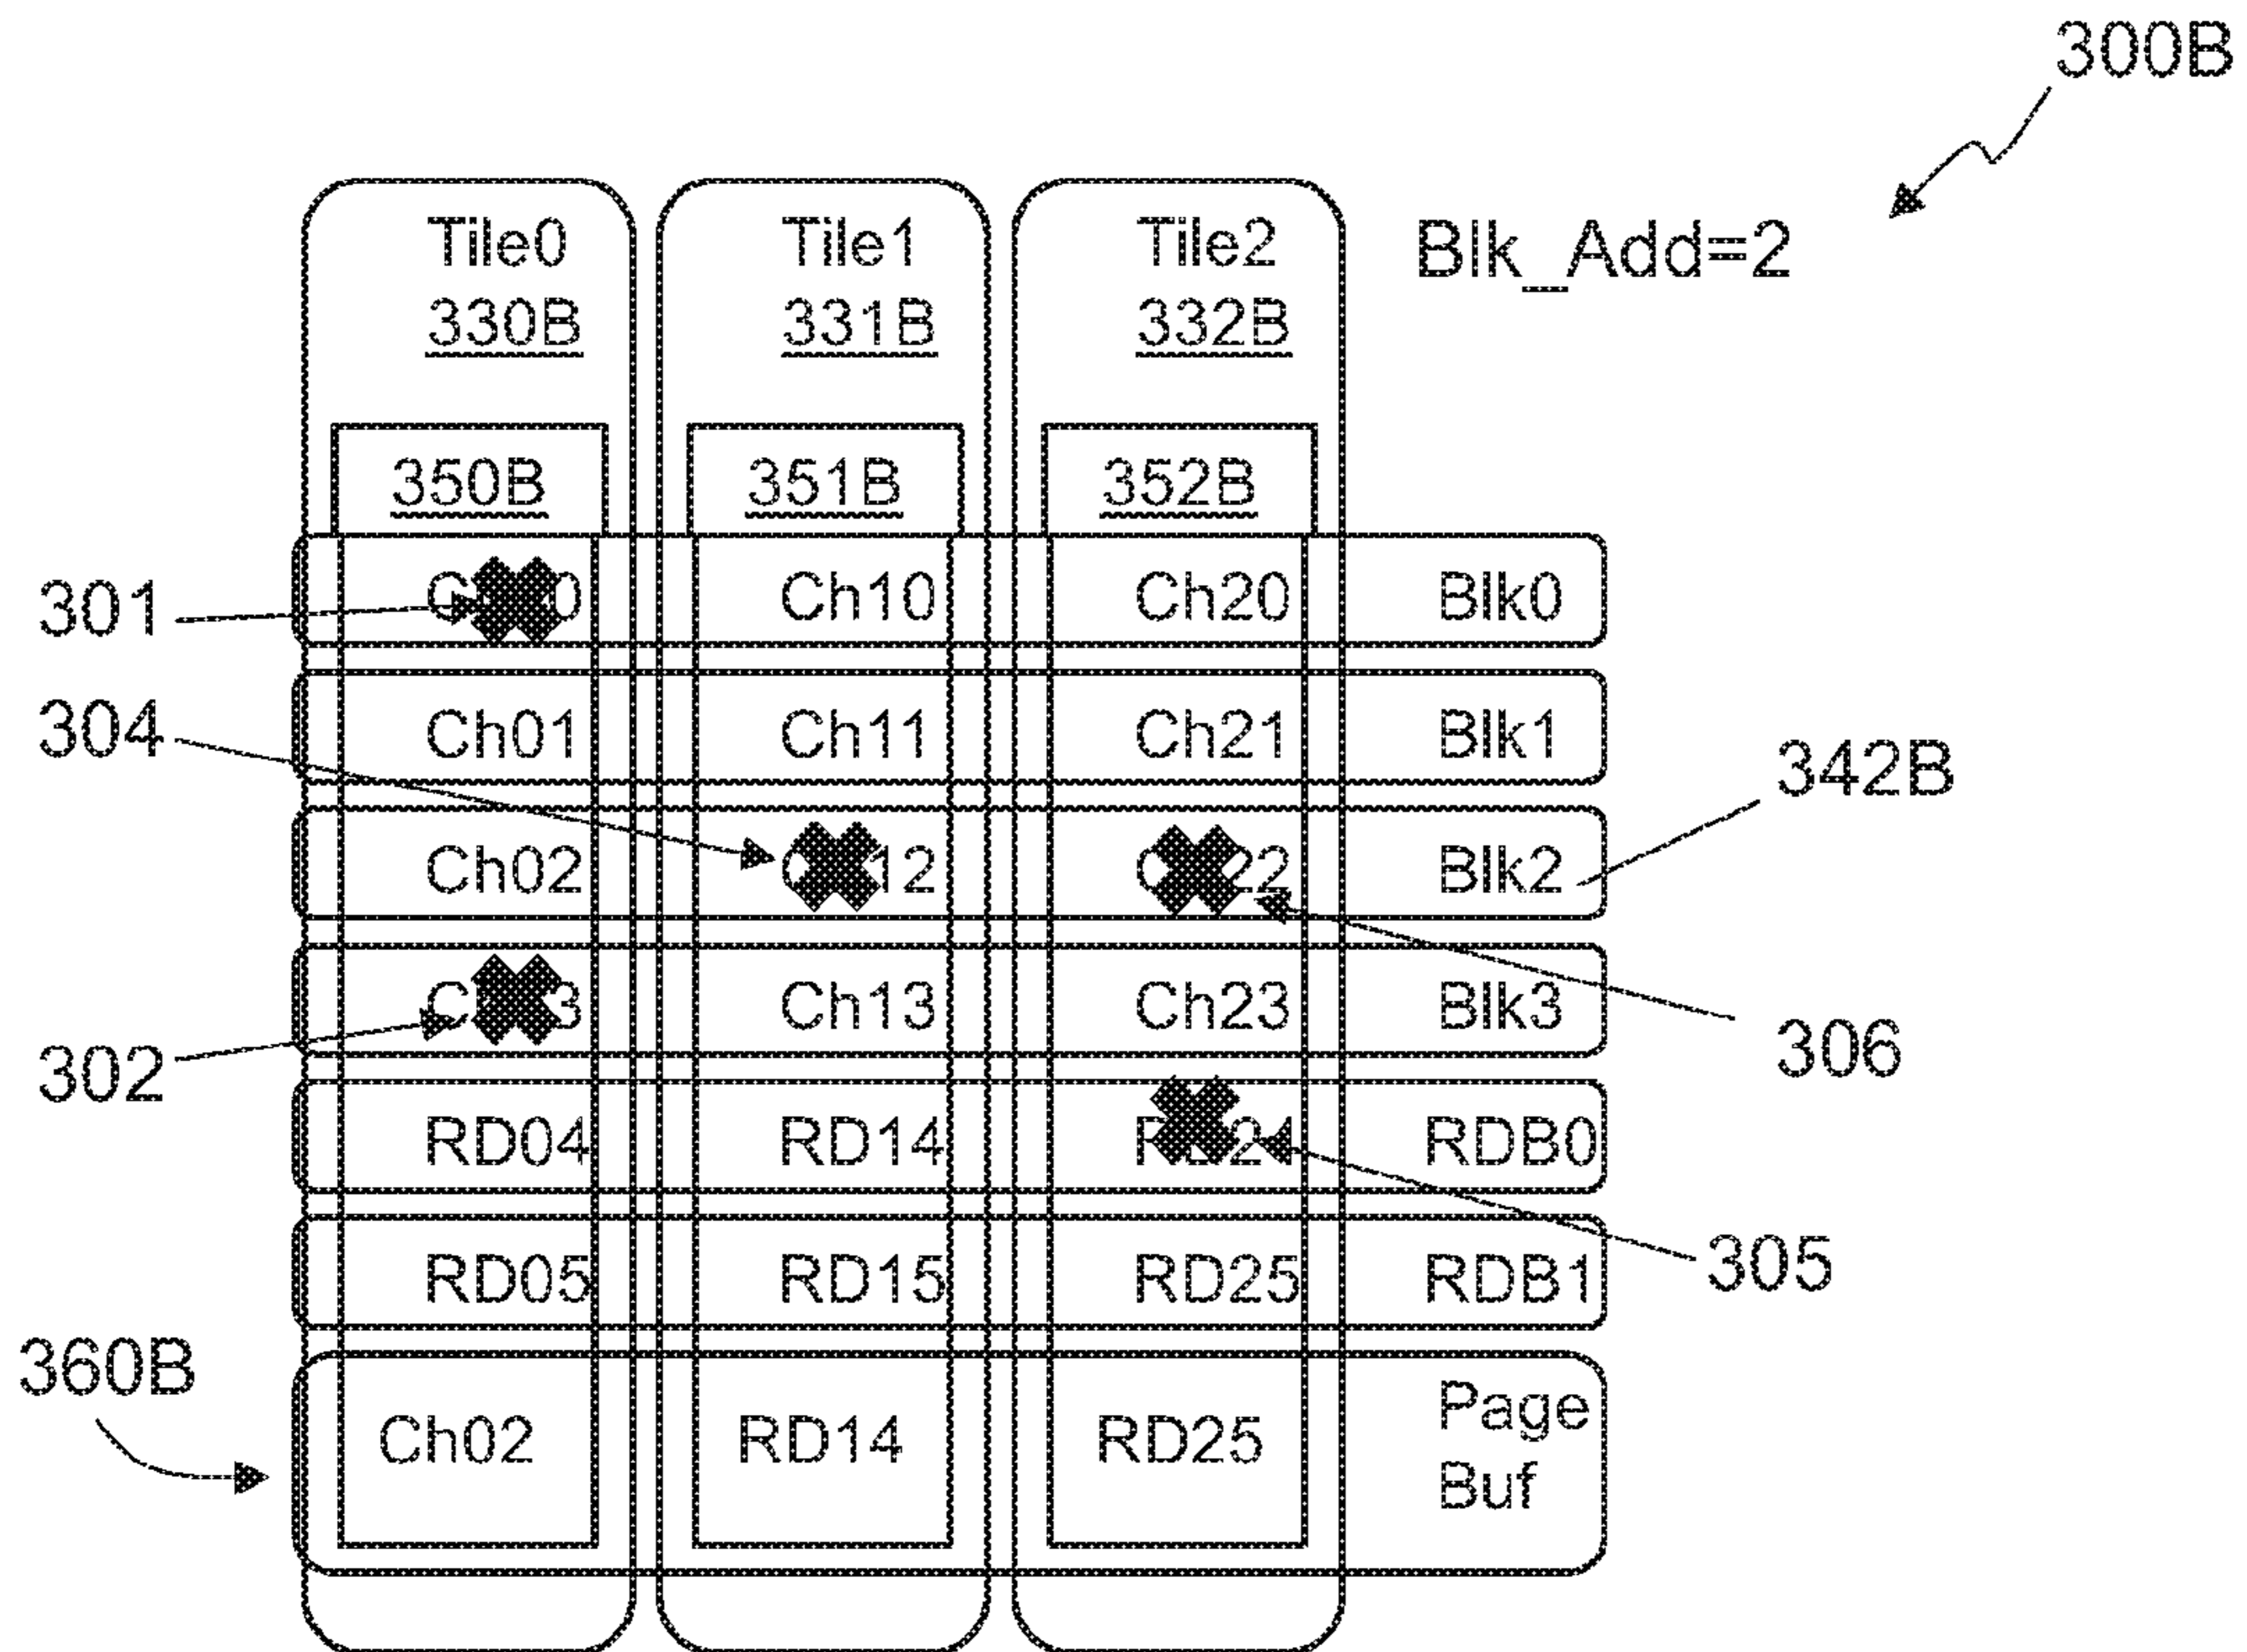 300B
Tile0 Tile1 Tile2 Blk_Add=2
330B 331B 332B
350B 351B 352B
301 Ch10 Ch20 Blk0
304 Ch01 Ch11 Ch21 Blk1
342B
Ch02 Blk2
302 Ch13 Ch23 Blk3
306
RD04 RD14 RDB0
RD05 RD15 RD25 RDB1
305
360B
Ch02 RD14 RD25 Page
Buf